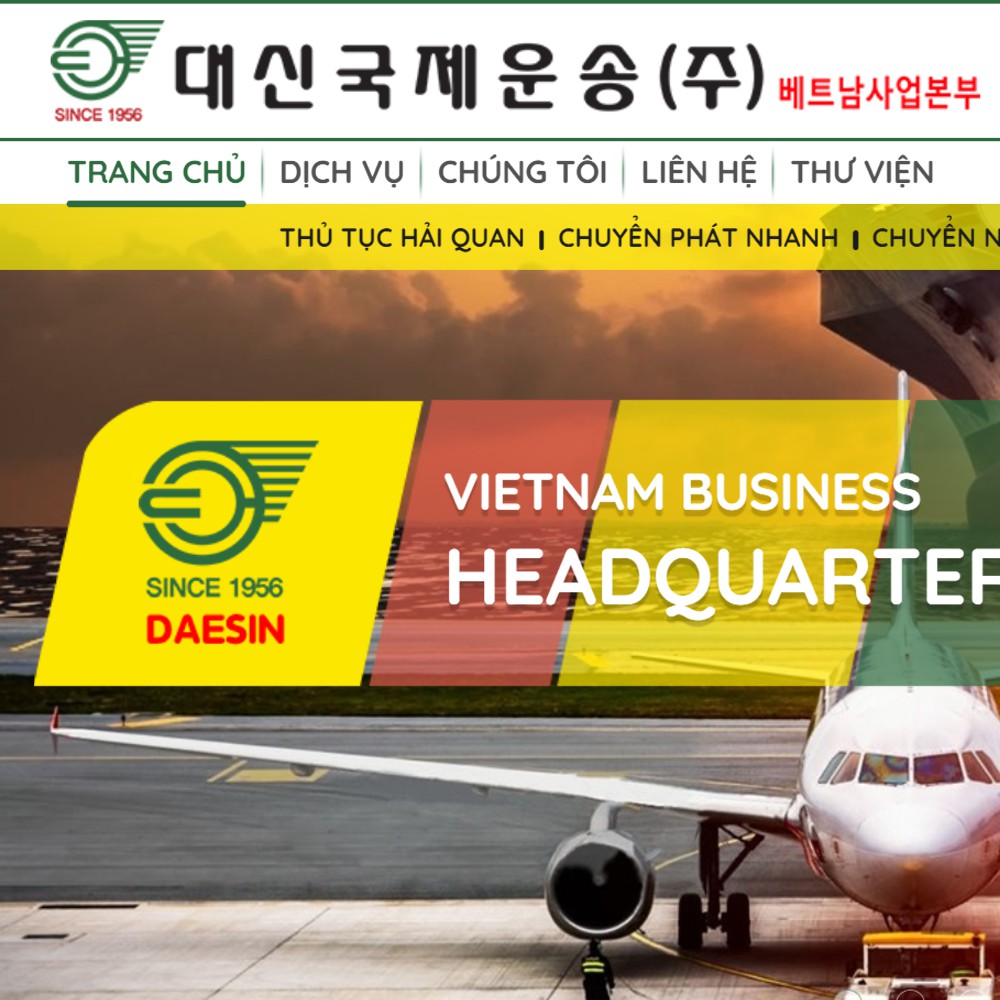 대신국제운송(주) 베트남사업본부
SINCE 1956
TRANG CHỦ DỊCH VỤ CHÚNG TÔI LIÊN HỆ THƯ VIỆN
THỦ TỤC HẢI QUAN | CHUYỂN PHÁT NHANH | CHUYỂN N
VIETNAM BUSINESS
HEADQUARTER
SINCE 1956
DAESIN